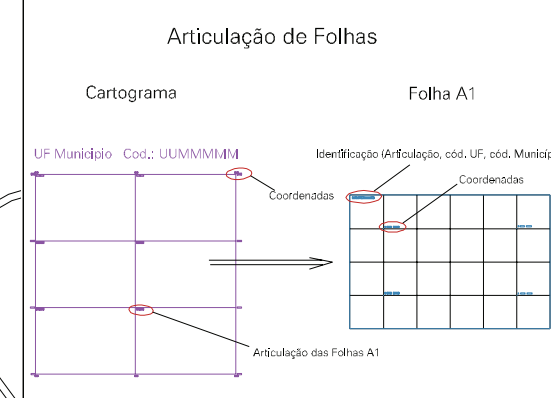 Articulação de Folhas
Cartograma
Folha A1
UF Municipio Cod.: UUMMMMM
Identificação (Articulação, cód. UF, cód. Municíp
Coordenadas
Coordenadas
Articulação das Folhas A1